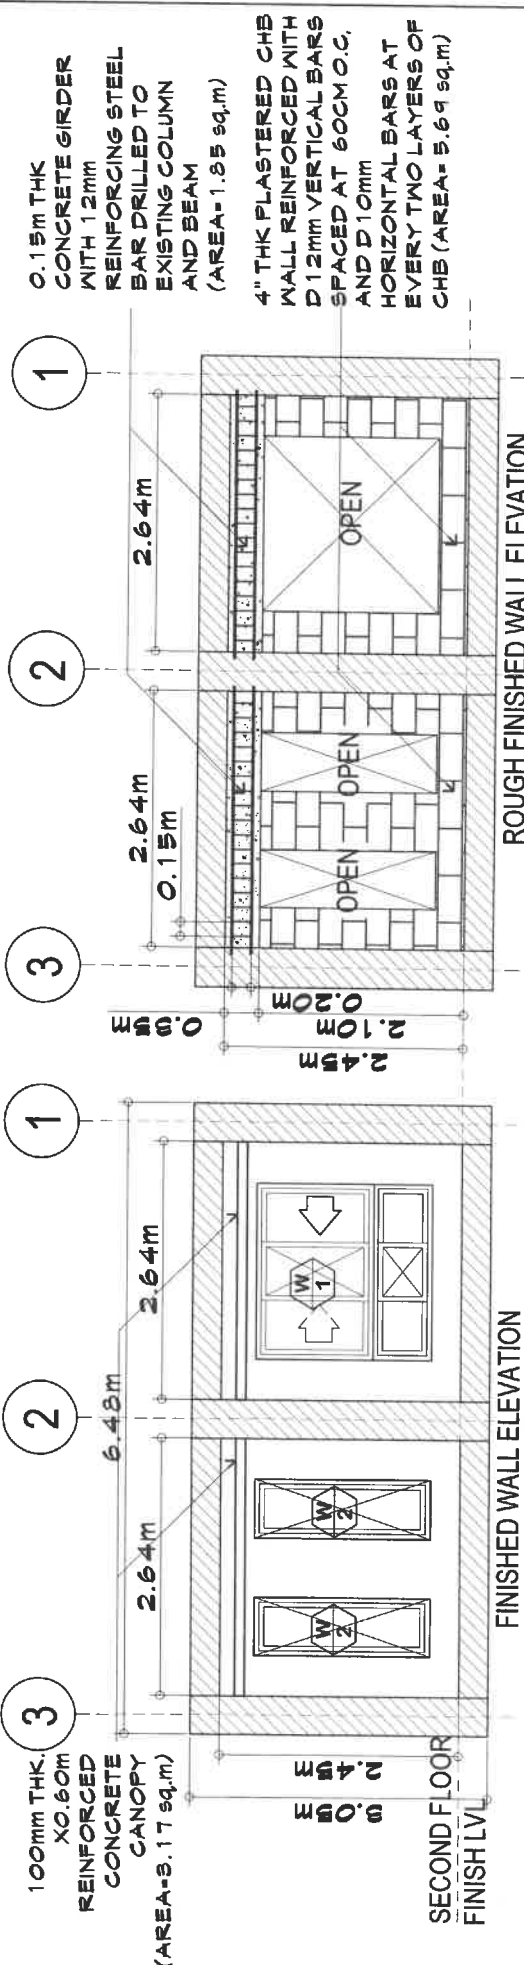 100mm THK.
X0.60m
REINFORCED
CONCRETE
CANOPY
(AREA=3.17 sq.m)
3
2
1
6.48m
2.64m
2.64m
W
2
W
2
W
1
3.05m
2.45m
SECOND FLOOR
FINISH LVL
FINISHED WALL ELEVATION
3
2
1
2.64m
0.15m
2.64m
0.35m
0.20m
2.10m
2.45m
OPEN
OPEN
OPEN
ROUGH FINISHED WALL ELEVATION
0.15m THK
CONCRETE GIRDER
WITH 12mm
REINFORCING STEEL
BAR DRILLED TO
EXISTING COLUMN
AND BEAM
(AREA=1.85 sq.m)
4" THK PLASTERED CHB
WALL REINFORCED WITH
D12mm VERTICAL BARS
SPACED AT 60CM O.C,
AND D10mm
HORIZONTAL BARS AT
EVERY TWO LAYERS OF
CHB (AREA=5.69 sq.m)